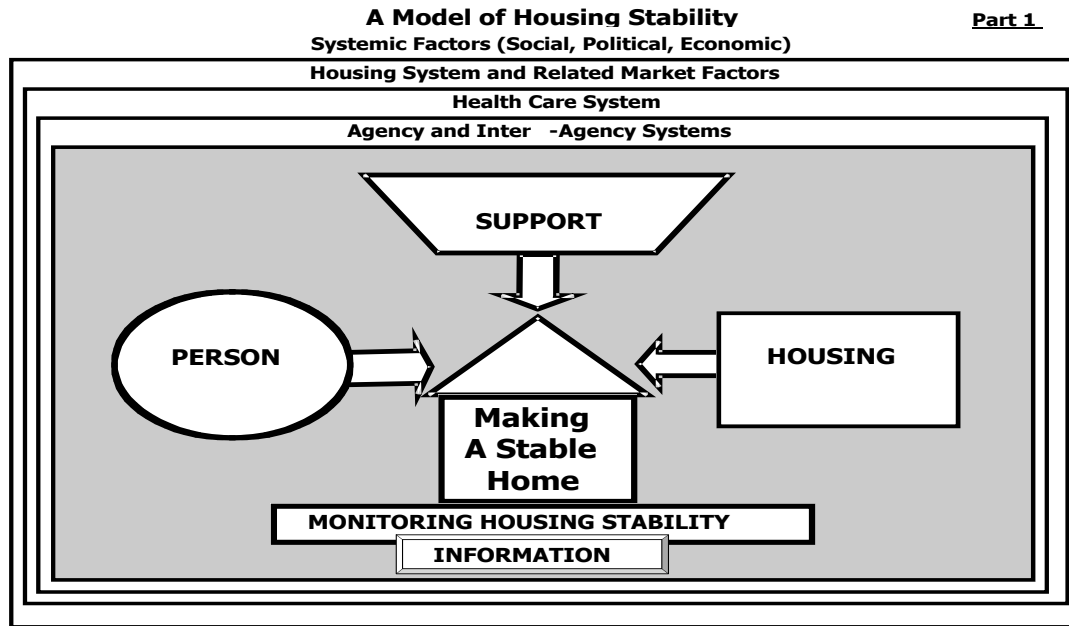 A Model of Housing Stability
Part 1
Systemic Factors (Social, Political, Economic)
Housing System and Related Market Factors
Health Care System
Agency and Inter -Agency Systems
SUPPORT
PERSON
HOUSING
Making
A Stable
Home
MONITORING HOUSING STABILITY
INFORMATION